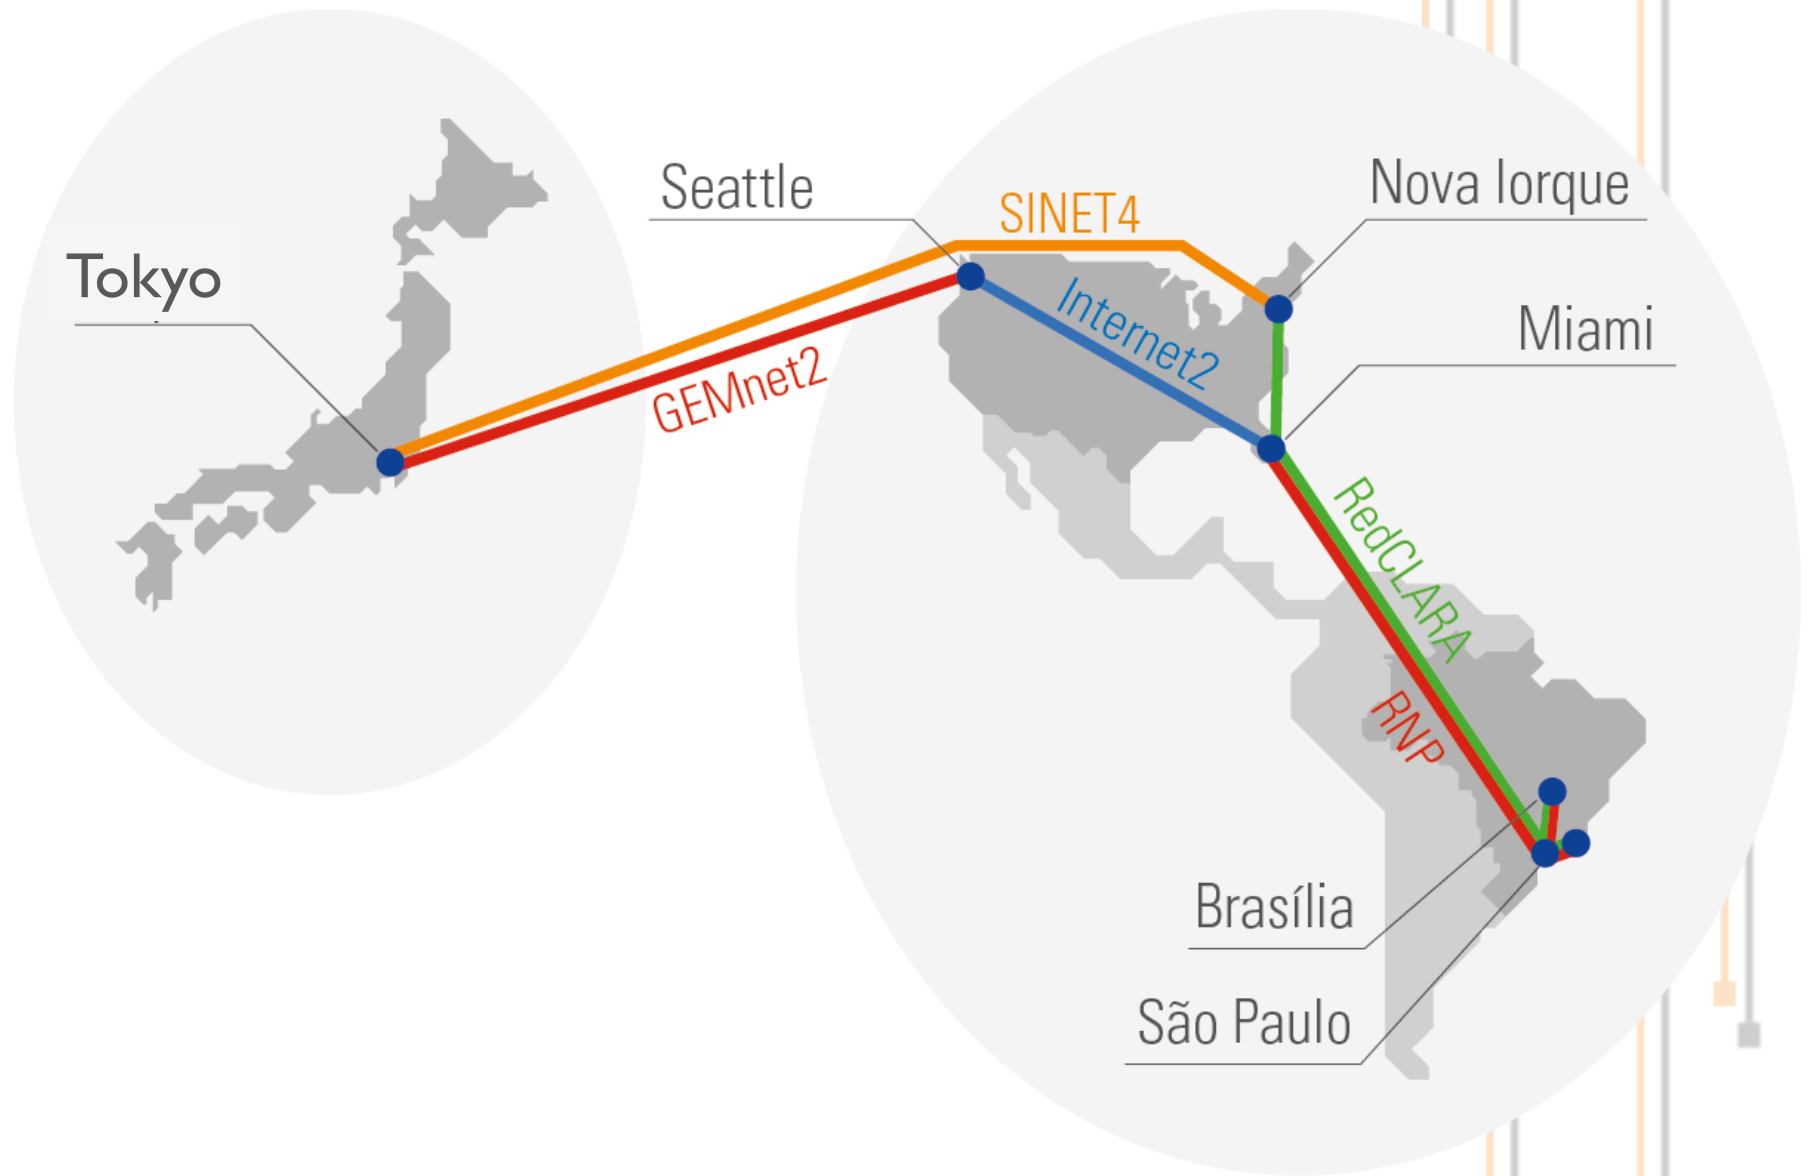 Seattle
Nova Iorque
SINET4
Tokyo
Internet2
Miami
GEMnet2
RedCLARA
RNP
Brasília
São Paulo